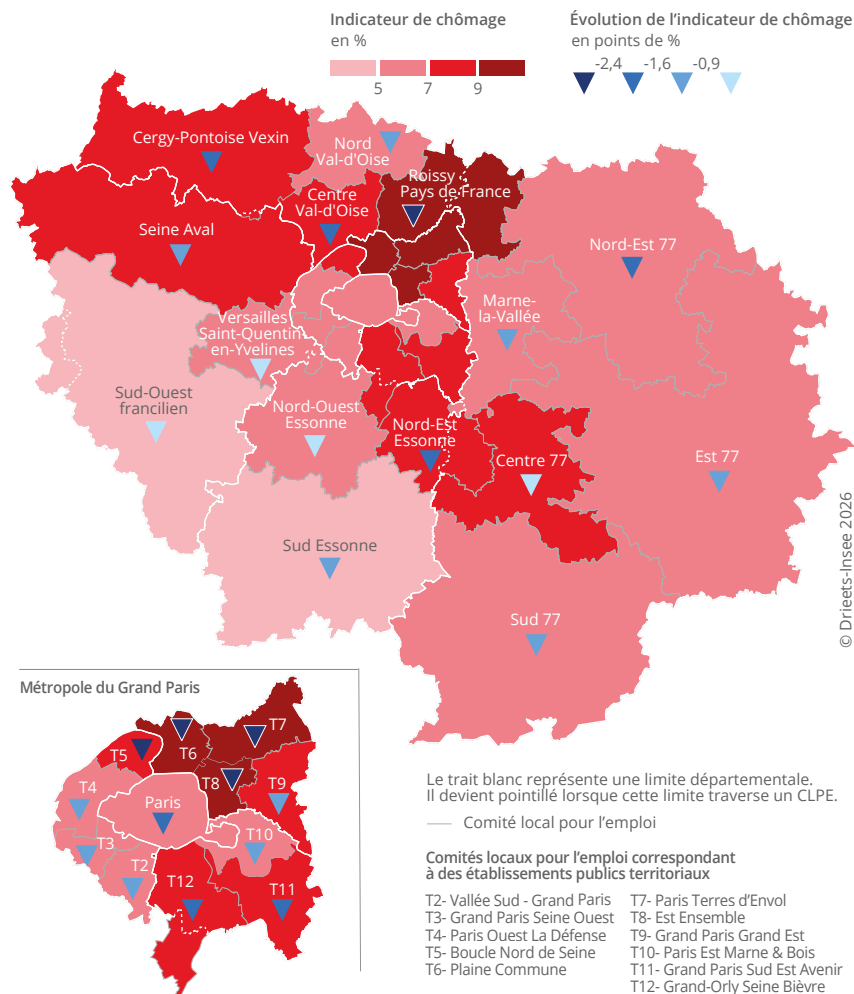 Indicateur de chômage
en %
5 7 9
Évolution de l'indicateur de chômage
en points de %
-2,4 -1,6 -0,9
Cergy-Pontoise Vexin
Nord
Val-d'Oise
Roissy
Pays de France
Centre
Val-d'Oise
Seine Aval
Nord-Est 77
Marne-
la-Vallée
Versailles
Saint-Quentin
en-Yvelines
Sud-Ouest
francilien
Nord-Ouest
Essonne
Nord-Est
Essonne
Centre 77
Est 77
Sud Essonne
Sud 77
© Drieets-Insee 2026
Métropole du Grand Paris
T7
T6
T5
T8
T9
T4
Paris
T3
T10
T2
T12
T11
Le trait blanc représente une limite départementale.
Il devient pointillé lorsque cette limite traverse un CLPE.
Comité local pour l'emploi
Comités locaux pour l'emploi correspondant
à des établissements publics territoriaux
T2- Vallée Sud - Grand Paris
T3- Grand Paris Seine Ouest
T4- Paris Ouest La Défense
T5- Boucle Nord de Seine
T6- Plaine Commune
T7- Paris Terres d'Envol
T8- Est Ensemble
T9- Grand Paris Grand Est
T10- Paris Est Marne & Bois
T11- Grand Paris Sud Est Avenir
T12- Grand-Orly Seine Bièvre